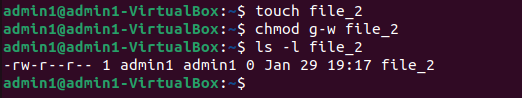 admin1@admin1-VirtualBox:~$ touch file_2
admin1@admin1-VirtualBox:~$ chmod g-w file_2
admin1@admin1-VirtualBox:~$ ls -l file_2
-rw-r--r-- 1 admin1 admin1 0 Jan 29 19:17 file_2
admin1@admin1-VirtualBox:~$